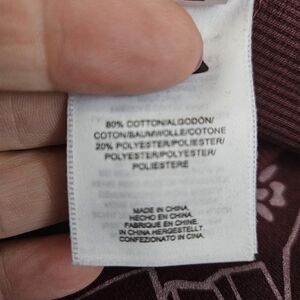 80% COTTON/ALGODÓN/
COTON/BAUMWOLLE/COTONE
20% POLYESTER/POLIÉSTER/
POLYESTER/POLYESTER/
POLIESTERE
MADE IN CHINA
HECHO EN CHINA
FABRIQUE EN CHINE
IN CHINA HERGESTELLT
CONFEZIONATO IN CINA